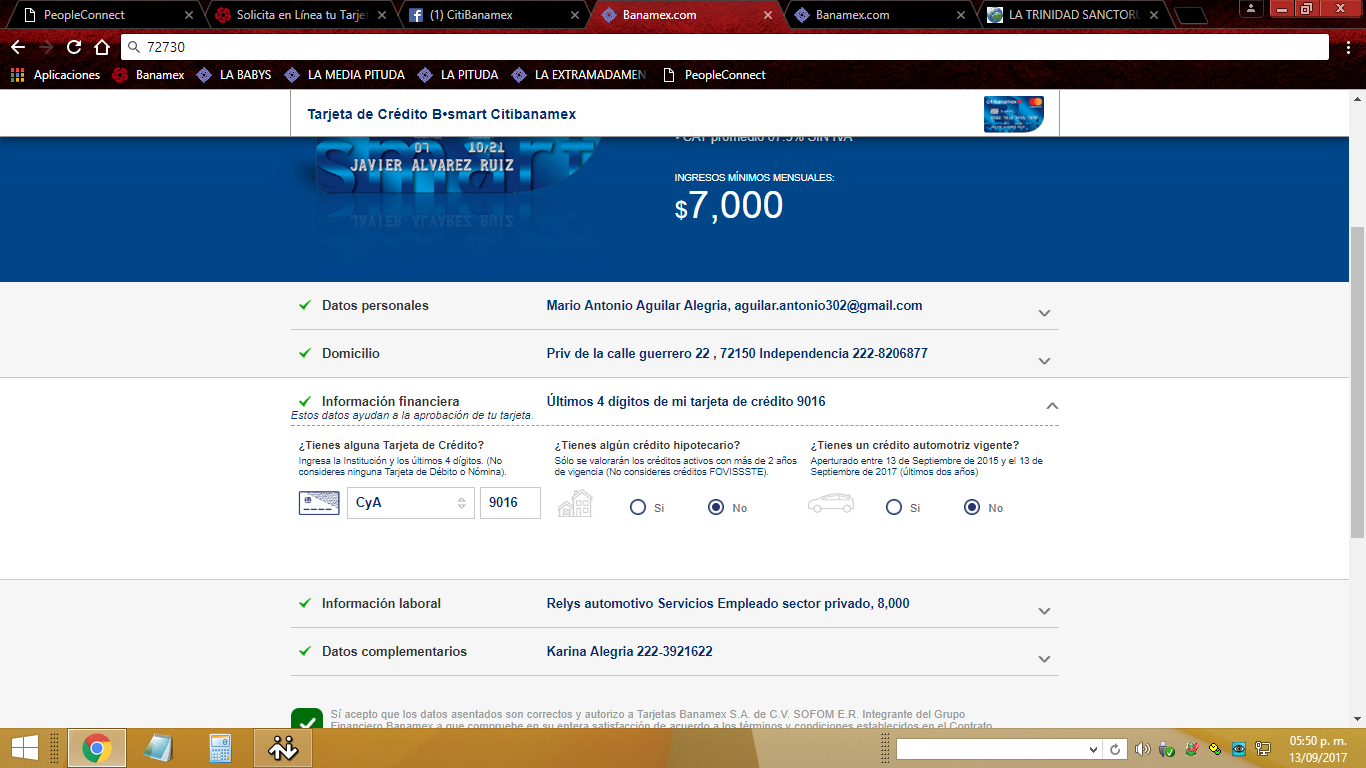 PeopleConnect
Solicita en Línea tu Tarje
(1) CitiBanamex
Banamex.com
Banamex.com
LA TRINIDAD SANCTORU
72730
Aplicaciones
Banamex
LA BABYS
LA MEDIA PITUDA
LA PITUDA
LA EXTRAMADAMEN
PeopleConnect
Tarjeta de Crédito B•smart Citibanamex
citibanamex
smart
07 10/21
JAVIER ALVAREZ RUIZ
• CAT promedio 67.5% SIN IVA
INGRESOS MÍNIMOS MENSUALES:
$7,000
Datos personales
Mario Antonio Aguilar Alegria, aguilar.antonio302@gmail.com
Domicilio
Priv de la calle guerrero 22 , 72150 Independencia 222-8206877
Información financiera
Últimos 4 dígitos de mi tarjeta de crédito 9016
Estos datos ayudan a la aprobación de tu tarjeta.
¿Tienes alguna Tarjeta de Crédito?
Ingresa la Institución y los últimos 4 dígitos. (No
consideres ninguna Tarjeta de Débito o Nómina).
CyA
9016
¿Tienes algún crédito hipotecario?
Sólo se valorarán los créditos activos con más de 2 años
de vigencia (No consideres créditos FOVISSSTE).
Si
No
¿Tienes un crédito automotriz vigente?
Aperturado entre 13 de Septiembre de 2015 y el 13 de
Septiembre de 2017 (últimos dos años)
Si
No
Información laboral
Relys automotivo Servicios Empleado sector privado, 8,000
Datos complementarios
Karina Alegria 222-3921622
Sí acepto que los datos asentados son correctos y autorizo a Tarjetas Banamex S.A. de C.V. SOFOM E.R. Integrante del Grupo
Financiero Banamex a que compruebe en su entera satisfacción de acuerdo a los términos y condiciones establecidos en el Contrato
05:50 p. m.
13/09/2017